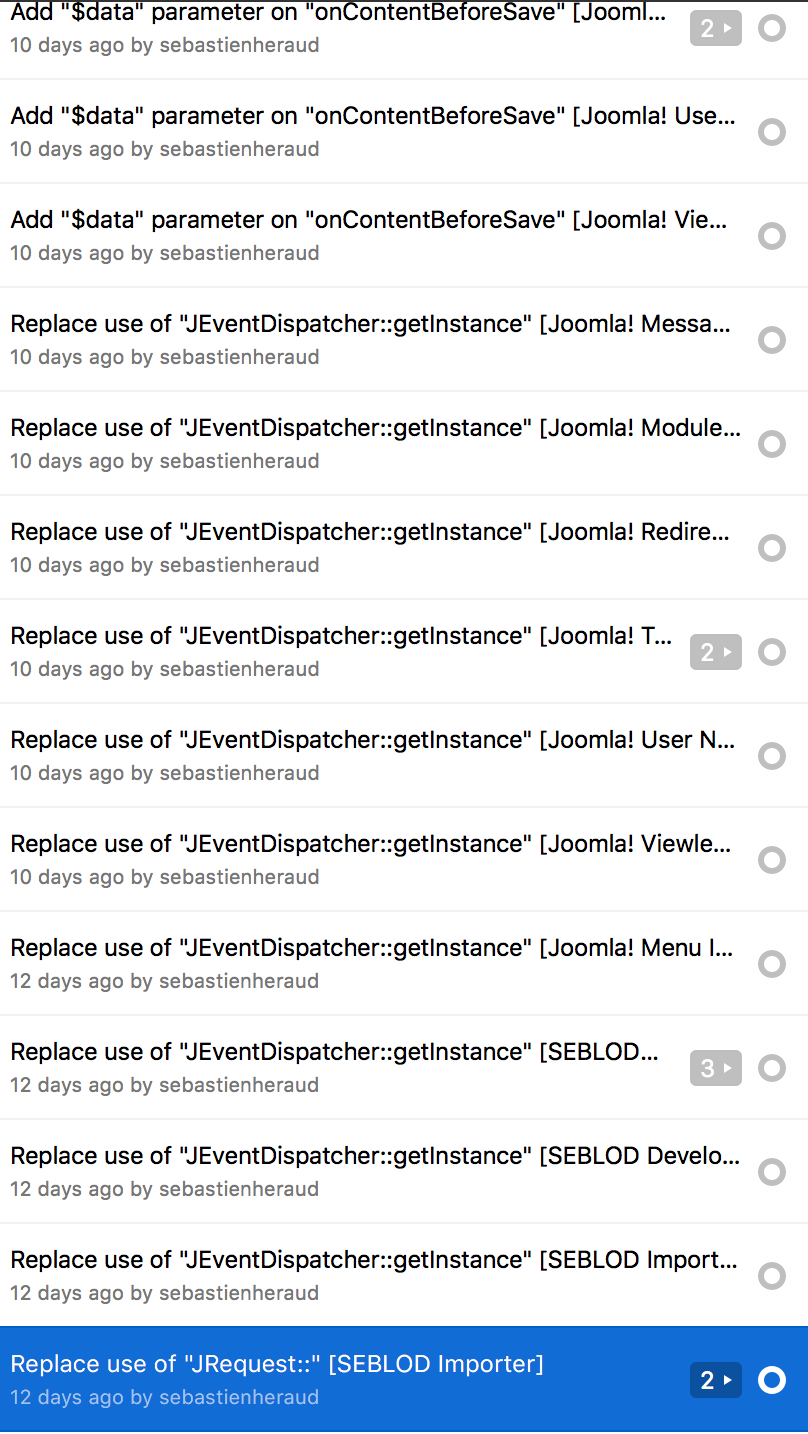 Add "$data" parameter on "onContentBeforeSave" [Jooml... 2
10 days ago by sebastienheraud
Add "$data" parameter on "onContentBeforeSave" [Joomla! Use...
10 days ago by sebastienheraud
Add "$data" parameter on "onContentBeforeSave" [Joomla! Vie...
10 days ago by sebastienheraud
Replace use of "JEventDispatcher::getInstance" [Joomla! Messa...
10 days ago by sebastienheraud
Replace use of "JEventDispatcher::getInstance" [Joomla! Module...
10 days ago by sebastienheraud
Replace use of "JEventDispatcher::getInstance" [Joomla! Redire...
10 days ago by sebastienheraud
Replace use of "JEventDispatcher::getInstance" [Joomla! T... 2
10 days ago by sebastienheraud
Replace use of "JEventDispatcher::getInstance" [Joomla! User N...
10 days ago by sebastienheraud
Replace use of "JEventDispatcher::getInstance" [Joomla! Viewle...
10 days ago by sebastienheraud
Replace use of "JEventDispatcher::getInstance" [Joomla! Menu I...
12 days ago by sebastienheraud
Replace use of "JEventDispatcher::getInstance" [SEBLOD... 3
12 days ago by sebastienheraud
Replace use of "JEventDispatcher::getInstance" [SEBLOD Develo...
12 days ago by sebastienheraud
Replace use of "JEventDispatcher::getInstance" [SEBLOD Import...
12 days ago by sebastienheraud
Replace use of "JRequest::" [SEBLOD Importer] 2
12 days ago by sebastienheraud